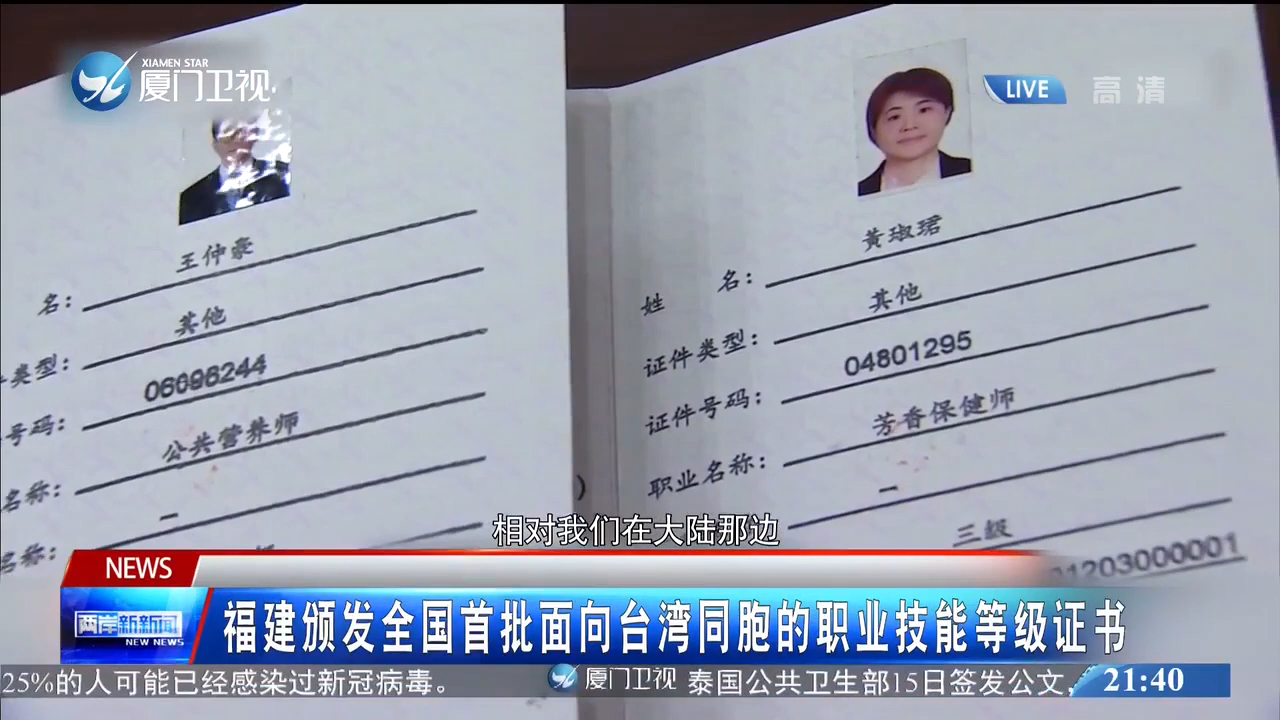 XIAMEN STAR
厦门卫视
LIVE
高清
王仲豪
名：
其他
类型：
06096244
号码：
公共营养师
名称：
一
名称：
黄淑珺
姓 名：
其他
证件类型：
04801295
证件号码：
芳香保健师
职业名称：
一
三级
01203000001
相对我们在大陆那边
NEWS
两岸新新闻
NEW NEWS
福建颁发全国首批面向台湾同胞的职业技能等级证书
25%的人可能已经感染过新冠病毒。
厦门卫视
泰国公共卫生部15日签发公文，
21:40